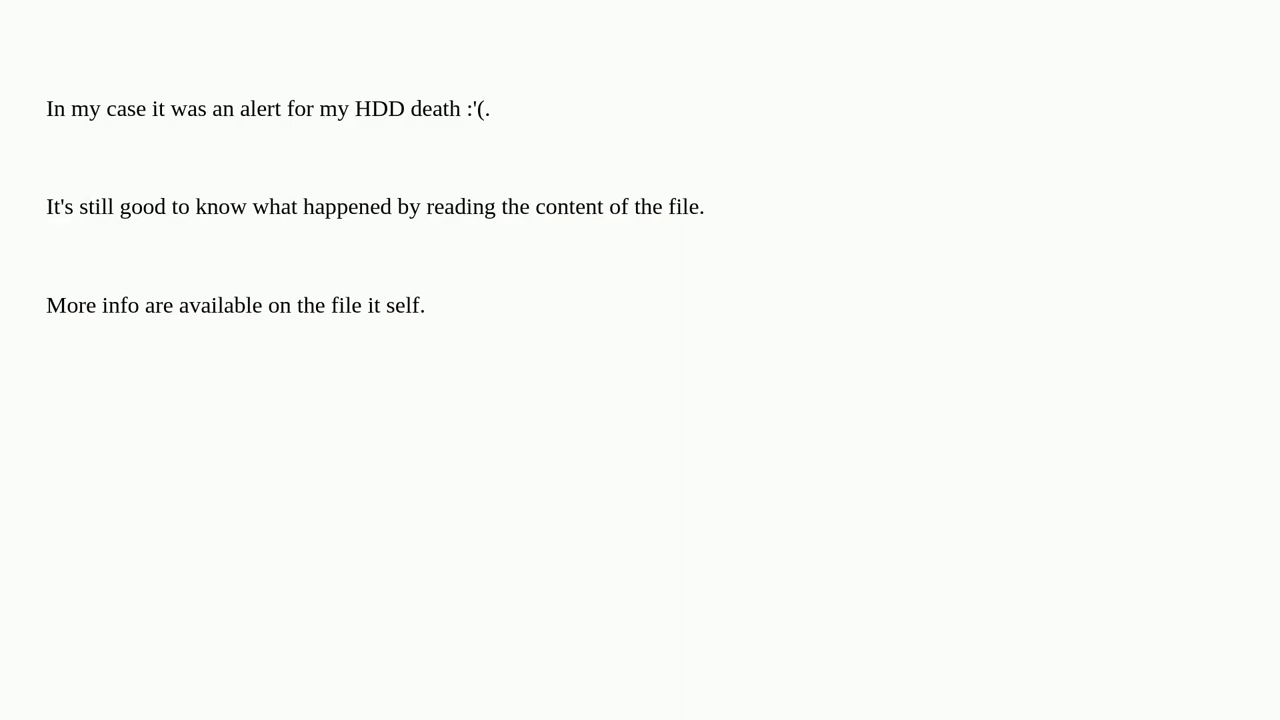 In my case it was an alert for my HDD death :'(.
It's still good to know what happened by reading the content of the file.
More info are available on the file it self.